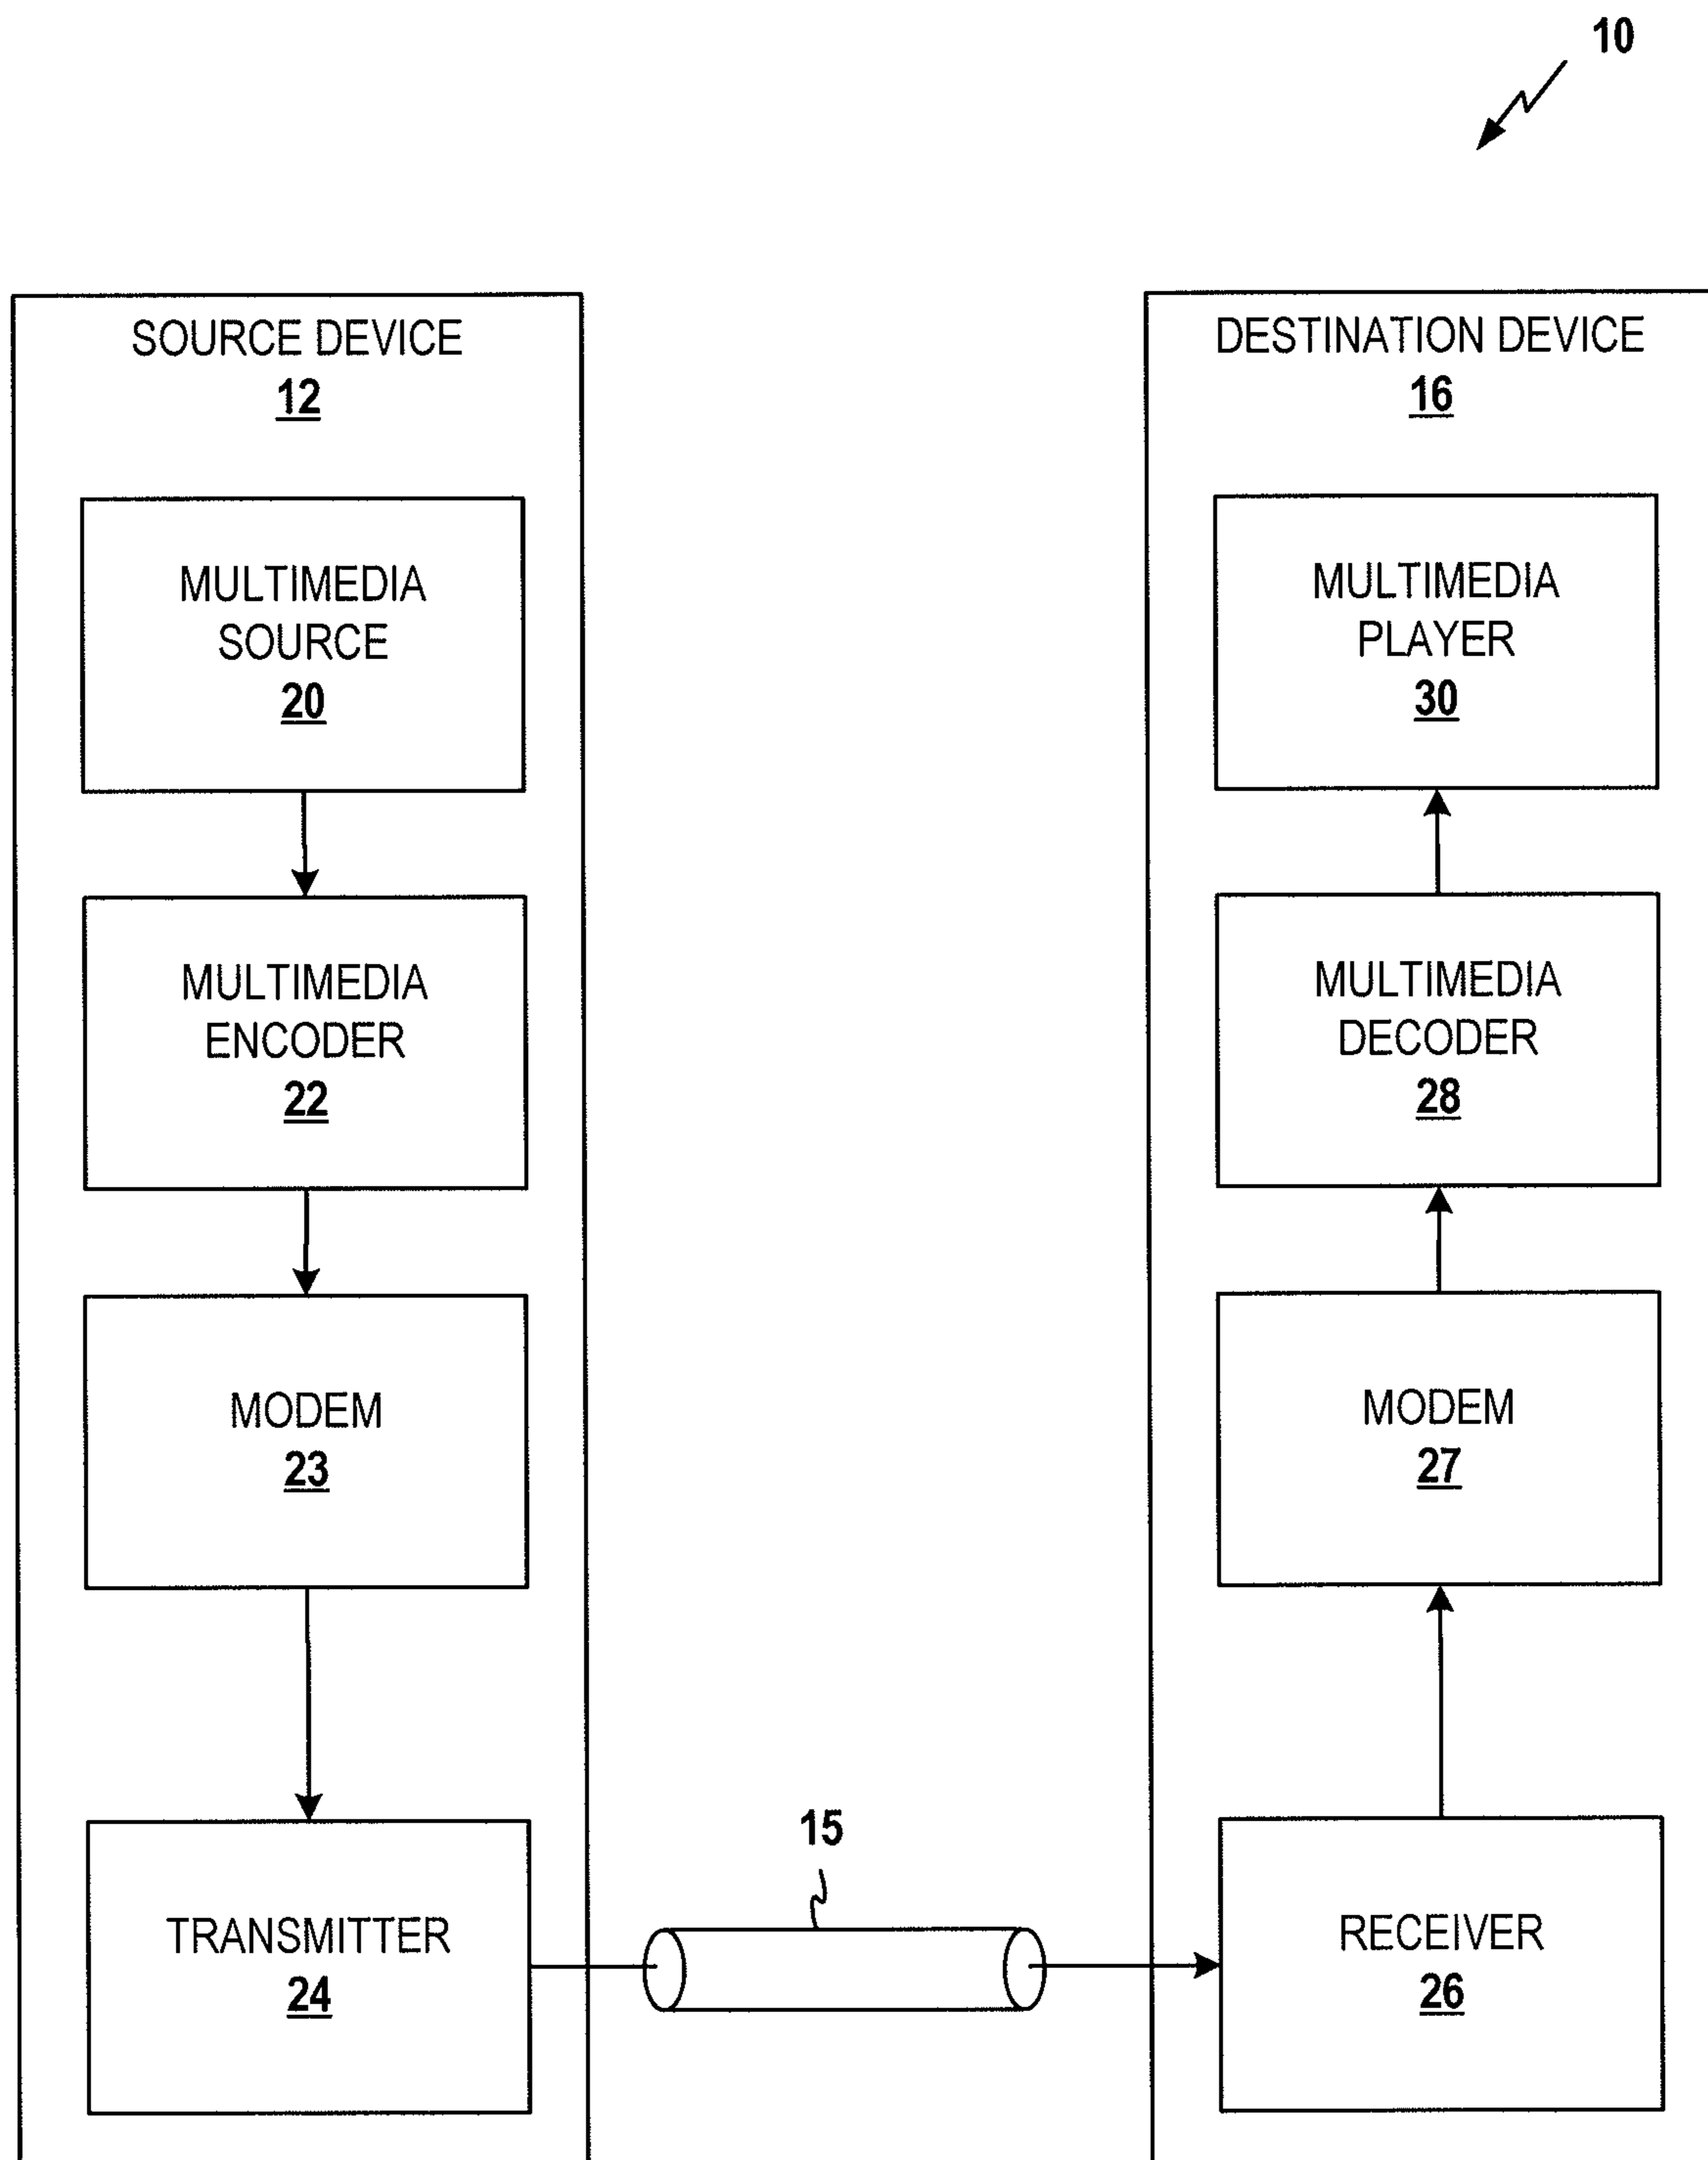 10
SOURCE DEVICE
12
MULTIMEDIA
SOURCE
20
MULTIMEDIA
ENCODER
22
MODEM
23
TRANSMITTER
24
15
DESTINATION DEVICE
16
MULTIMEDIA
PLAYER
30
MULTIMEDIA
DECODER
28
MODEM
27
RECEIVER
26